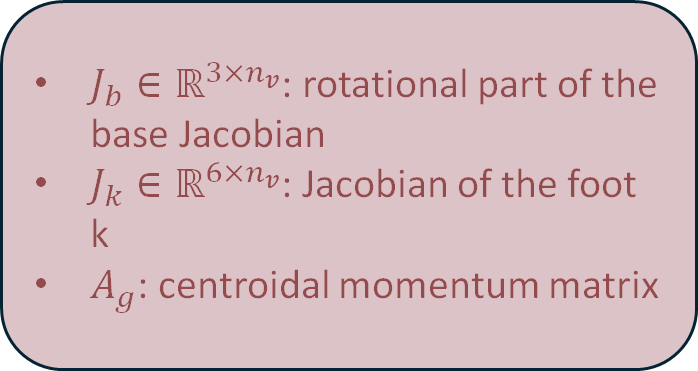 • J_b ∈ ℝ^{3×n_v}: rotational part of the
base Jacobian
• J_k ∈ ℝ^{6×n_v}: Jacobian of the foot
k
• A_g: centroidal momentum matrix